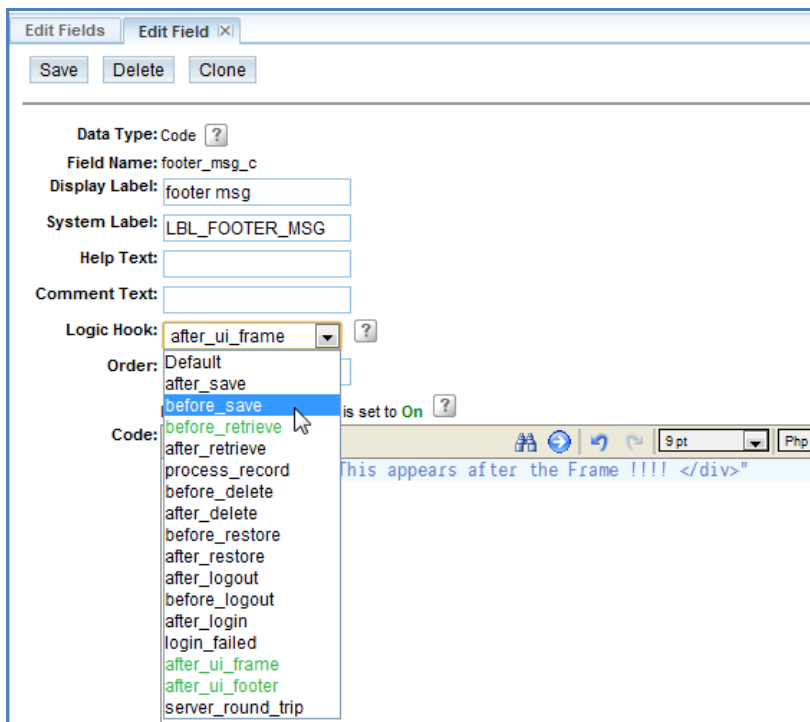 Edit Fields Edit Field
Save Delete Clone
Data Type: Code ?
Field Name: footer_msg_c
Display Label: footer msg
System Label: LBL_FOOTER_MSG
Help Text:
Comment Text:
Logic Hook: after_ui_frame ?
Order: Default
after_save
before_save is set to On ?
before_retrieve
Code: after_retrieve 9 pt Php
process_record This appears after the Frame !!!! </div>"
before_delete
after_delete
before_restore
after_restore
after_logout
before_logout
after_login
login_failed
after_ui_frame
after_ui_footer
server_round_trip